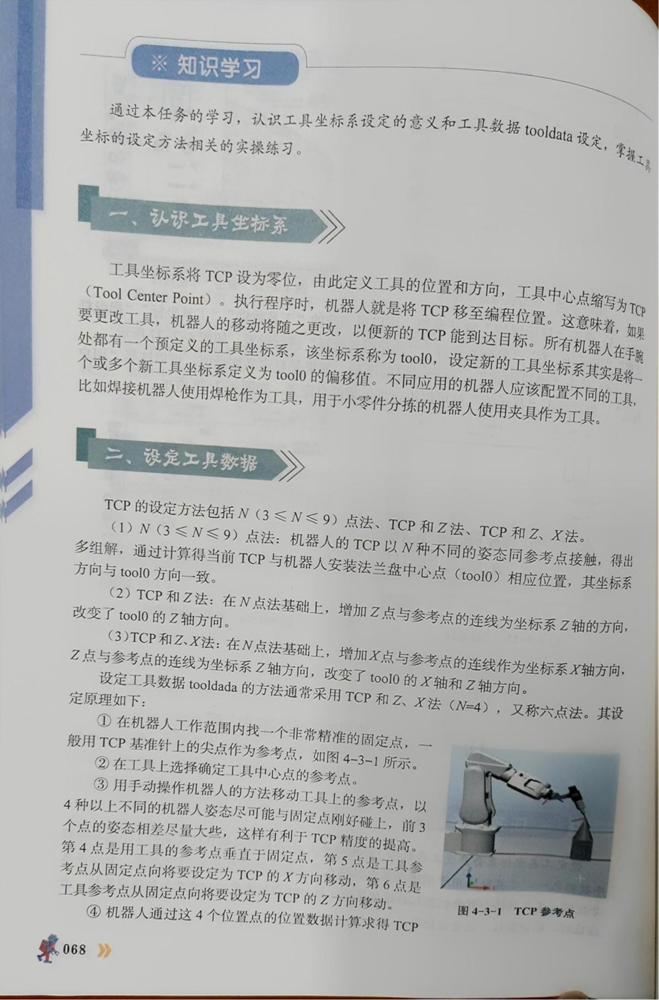 ※ 知识学习
通过本任务的学习，认识工具坐标系设定的意义和工具数据 tooldata 设定，掌握工具
坐标的设定方法相关的实操练习。
一、认识工具坐标系
工具坐标系将 TCP 设为零位，由此定义工具的位置和方向，工具中心点缩写为 TCP
（Tool Center Point）。执行程序时，机器人就是将 TCP 移至编程位置。这意味着，如果
要更改工具，机器人的移动将随之更改，以便新的 TCP 能到达目标。所有机器人在手腕
处都有一个预定义的工具坐标系，该坐标系称为 tool0，设定新的工具坐标系其实是将一
个或多个新工具坐标系定义为 tool0 的偏移值。不同应用的机器人应该配置不同的工具，
比如焊接机器人使用焊枪作为工具，用于小零件分拣的机器人使用夹具作为工具。
二、设定工具数据
TCP 的设定方法包括 N（3 ≤ N ≤ 9）点法、TCP 和 Z 法、TCP 和 Z、X 法。
（1）N（3 ≤ N ≤ 9）点法：机器人的 TCP 以 N 种不同的姿态同参考点接触，得出
多组解，通过计算得当前 TCP 与机器人安装法兰盘中心点（tool0）相应位置，其坐标系
方向与 tool0 方向一致。
（2）TCP 和 Z 法：在 N 点法基础上，增加 Z 点与参考点的连线为坐标系 Z 轴的方向，
改变了 tool0 的 Z 轴方向。
（3）TCP 和 Z、X 法：在 N 点法基础上，增加 X 点与参考点的连线作为坐标系 X 轴方向，
Z 点与参考点的连线为坐标系 Z 轴方向，改变了 tool0 的 X 轴和 Z 轴方向。
设定工具数据 tooldada 的方法通常采用 TCP 和 Z、X 法（N=4），又称六点法。其设
定原理如下：
① 在机器人工作范围内找一个非常精准的固定点，一
般用 TCP 基准针上的尖点作为参考点，如图 4-3-1 所示。
② 在工具上选择确定工具中心点的参考点。
③ 用手动操作机器人的方法移动工具上的参考点，以
4 种以上不同的机器人姿态尽可能与固定点刚好碰上，前 3
个点的姿态相差尽量大些，这样有利于 TCP 精度的提高。
第 4 点是用工具的参考点垂直于固定点，第 5 点是工具参
考点从固定点向将要设定为 TCP 的 X 方向移动，第 6 点是
工具参考点从固定点向将要设定为 TCP 的 Z 方向移动。
④ 机器人通过这 4 个位置点的位置数据计算求得 TCP
图 4-3-1 TCP 参考点
068